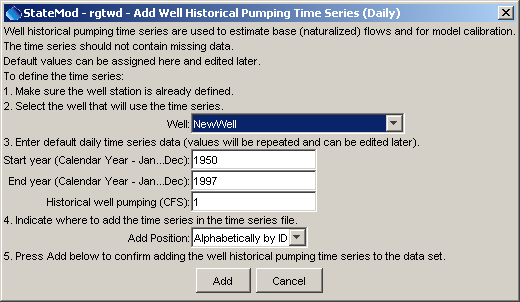 StateMod - rgtwd - Add Well Historical Pumping Time Series (Daily)
Well historical pumping time series are used to estimate base (naturalized) flows and for model calibration.
The time series should not contain missing data.
Default values can be assigned here and edited later.
To define the time series:
1. Make sure the well station is already defined.
2. Select the well that will use the time series.
Well: NewWell
3. Enter default daily time series data (values will be repeated and can be edited later).
Start year (Calendar Year - Jan...Dec): 1950
End year (Calendar Year - Jan...Dec): 1997
Historical well pumping (CFS): 1
4. Indicate where to add the time series in the time series file.
Add Position: Alphabetically by ID
5. Press Add below to confirm adding the well historical pumping time series to the data set.
Add Cancel